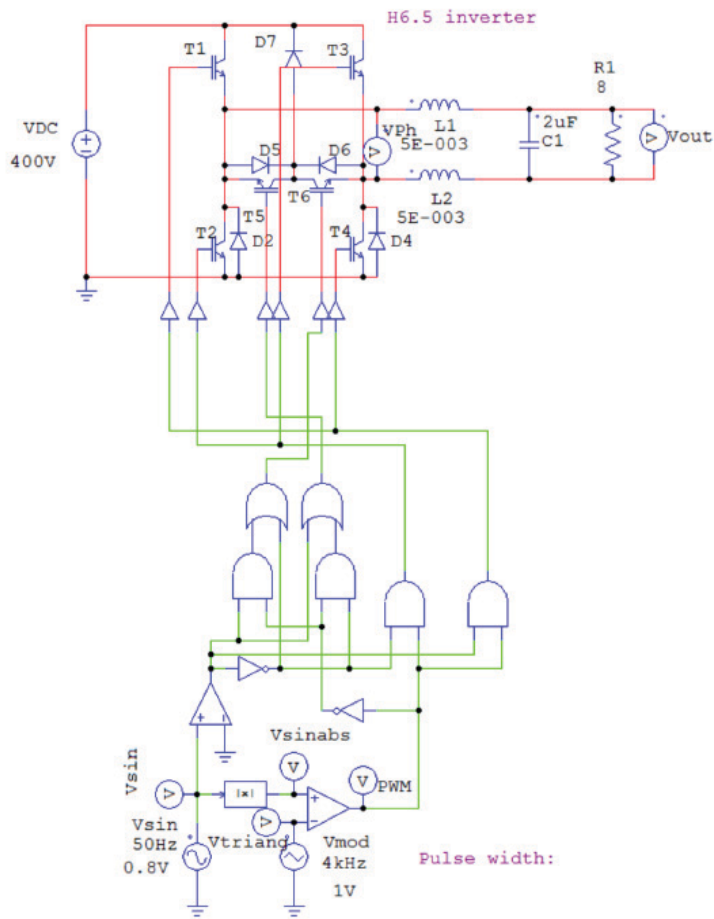 H6.5 inverter
T1
D7
T3
R1
8
VDC
400V
VPh
L1
5E-003
2uF
C1
V
Vout
D5
D6
T5
T6
L2
5E-003
T2
D2
T4
D4
Vsinabs
Vsin
V
V
PWM
V
|x|
V
Vsin
50Hz
0.8V
Vtriang
Vmod
4kHz
1V
Pulse width:
V